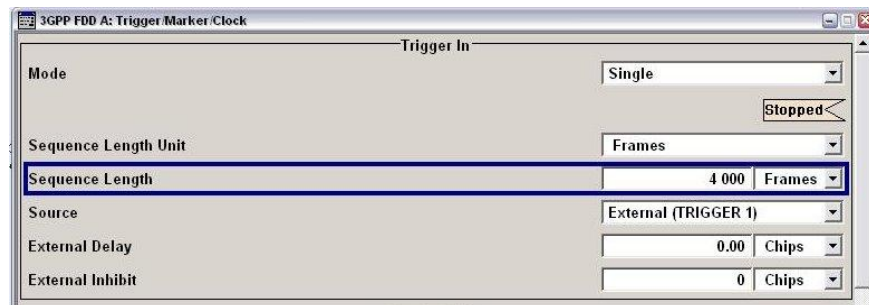 3GPP FDD A: Trigger/Marker/Clock
Trigger In
Mode Single
Stopped
Sequence Length Unit Frames
Sequence Length 4 000 Frames
Source External (TRIGGER 1)
External Delay 0.00 Chips
External Inhibit 0 Chips